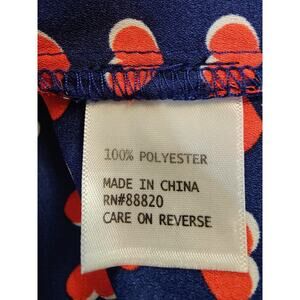 100% POLYESTER
MADE IN CHINA
RN#88820
CARE ON REVERSE